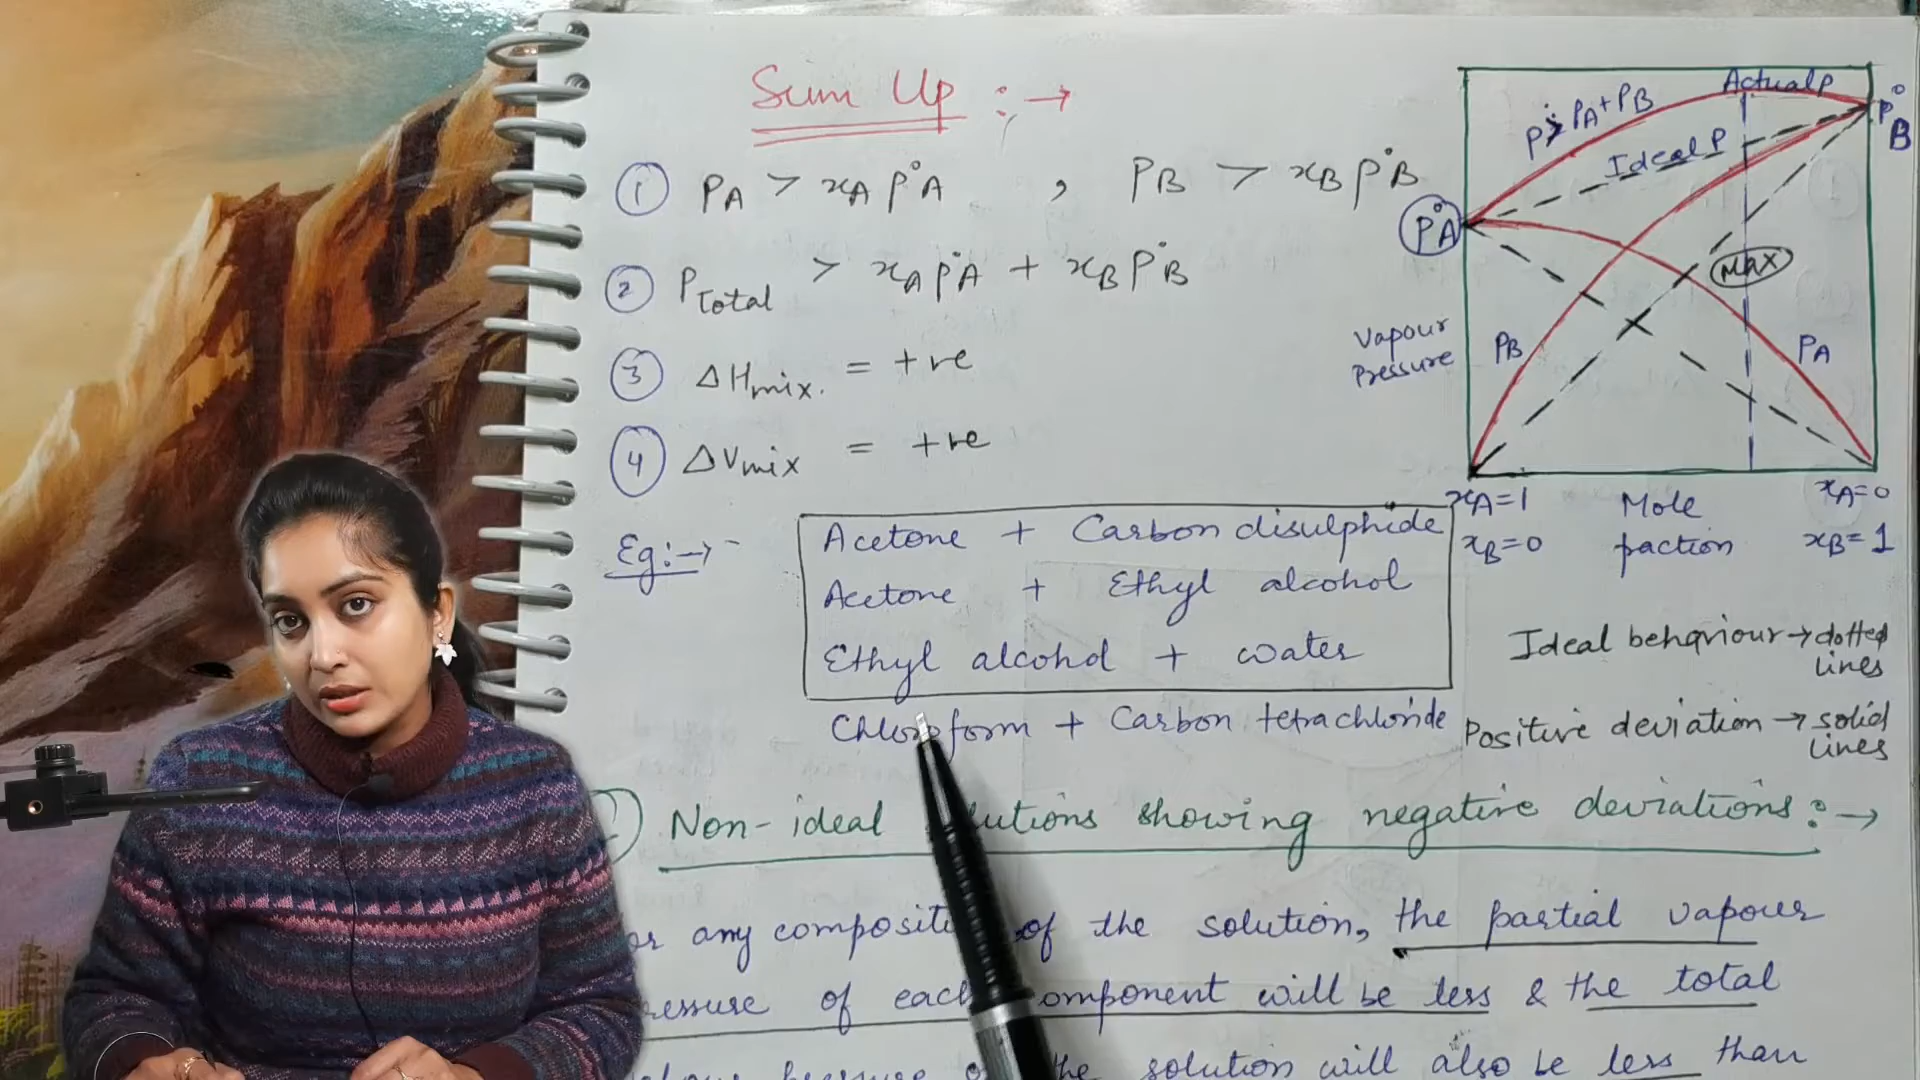 Sum Up :→
① PA > xA p°A , PB > xB p°B
② PTotal > xA p°A + xB p°B
③ ΔHmix. = +ve
④ ΔVmix = +ve
Eg:→
Acetone + Carbon disulphide
Acetone + Ethyl alcohol
Ethyl alcohol + water
Chloroform + Carbon tetrachloride
Actual P
P > PA + PB
Ideal P
p°B
p°A
Max
Vapour
Pressure
PB
PA
xA=1 Mole xA=0
xB=0 faction xB=1
Ideal behaviour → dotted
lines
Positive deviation → solid
lines
Non-ideal showing negative deviations :→
any of the solution, the partial vapour
of each will be less & the total
the solution will also be less than